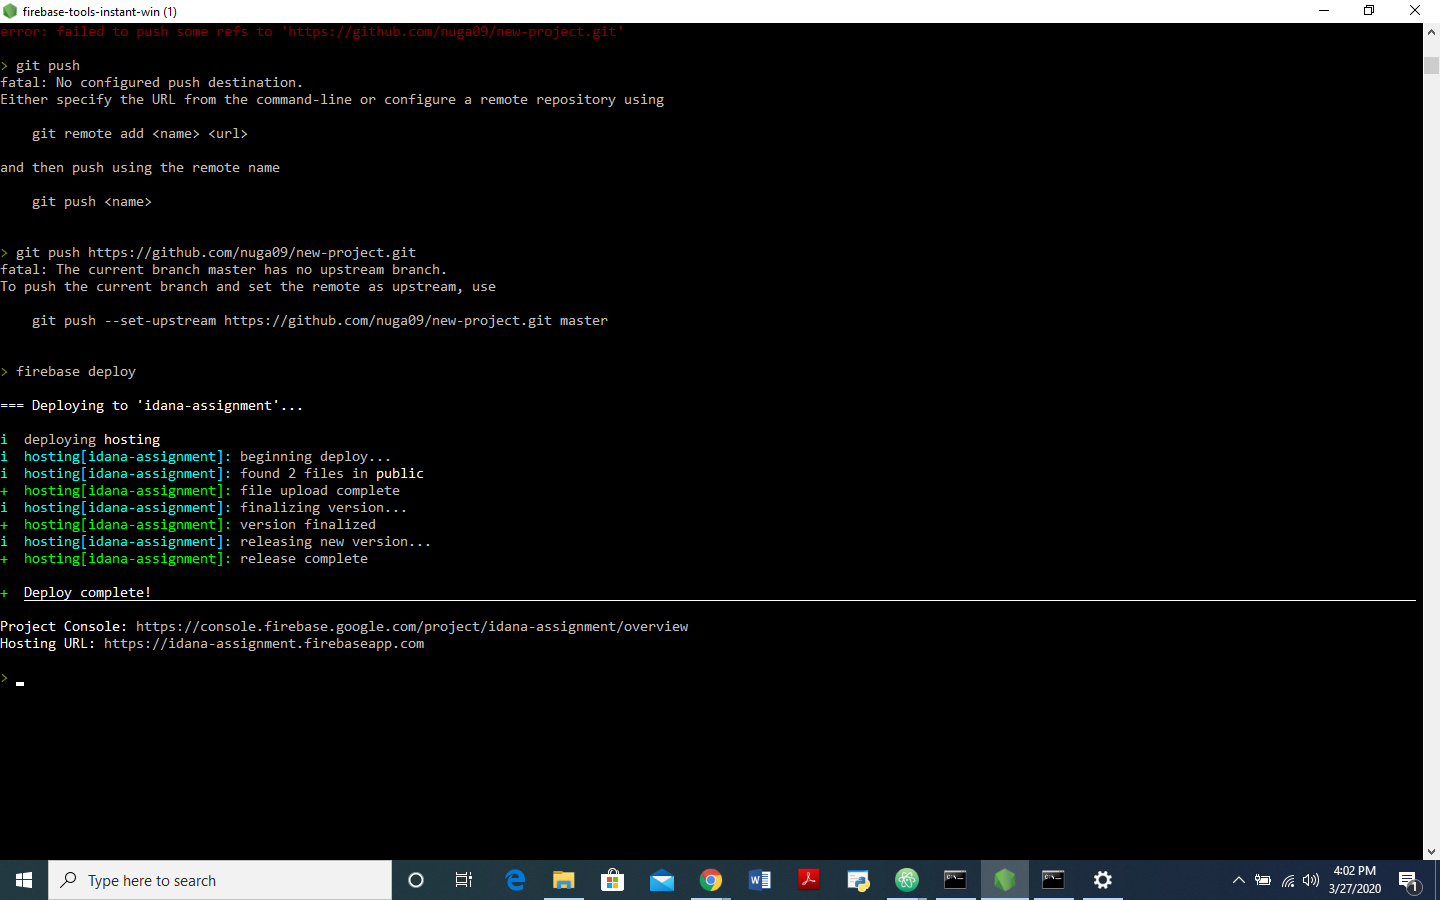 firebase-tools-instant-win (1)
error: failed to push some refs to 'https://github.com/nuga09/new-project.git'
> git push
fatal: No configured push destination.
Either specify the URL from the command-line or configure a remote repository using
git remote add <name> <url>
and then push using the remote name
git push <name>
> git push https://github.com/nuga09/new-project.git
fatal: The current branch master has no upstream branch.
To push the current branch and set the remote as upstream, use
git push --set-upstream https://github.com/nuga09/new-project.git master
> firebase deploy
=== Deploying to 'idana-assignment'...
i  deploying hosting
i  hosting[idana-assignment]: beginning deploy...
i  hosting[idana-assignment]: found 2 files in public
+  hosting[idana-assignment]: file upload complete
i  hosting[idana-assignment]: finalizing version...
+  hosting[idana-assignment]: version finalized
i  hosting[idana-assignment]: releasing new version...
+  hosting[idana-assignment]: release complete
+  Deploy complete!
Project Console: https://console.firebase.google.com/project/idana-assignment/overview
Hosting URL: https://idana-assignment.firebaseapp.com
>
Type here to search
4:02 PM
3/27/2020
1